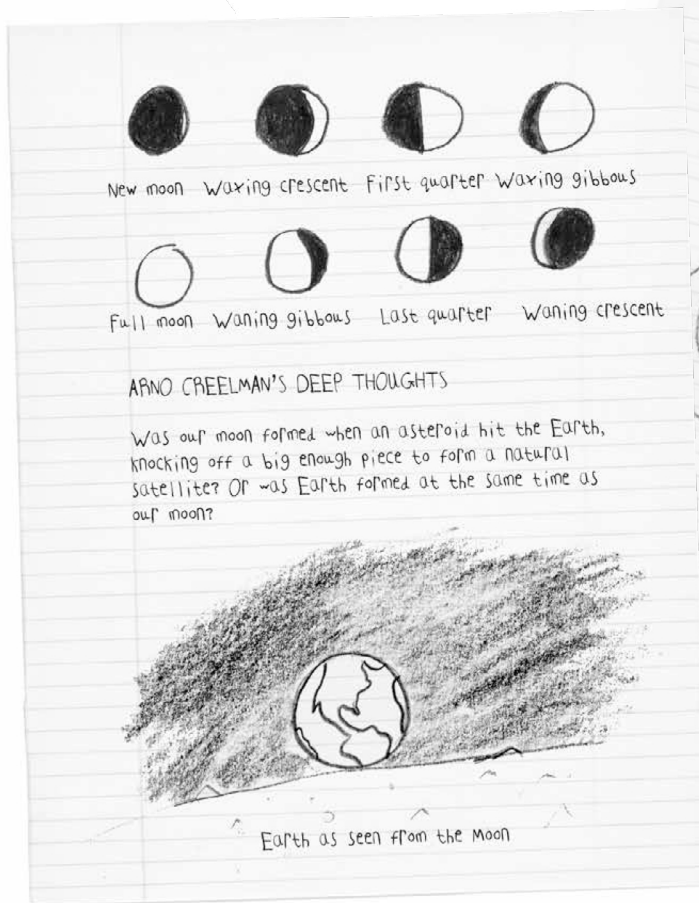 New moon Waxing crescent First quarter Waxing gibbous
Full moon Waning gibbous Last quarter Waning crescent
ARNO CREELMAN'S DEEP THOUGHTS
Was our moon formed when an asteroid hit the Earth,
knocking off a big enough piece to form a natural
satellite? Or was Earth formed at the same time as
our moon?
Earth as seen from the Moon